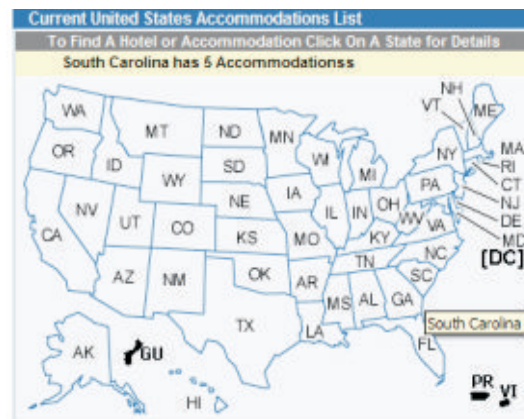 Current United States Accommodations List
To Find A Hotel or Accommodation Click On A State for Details
South Carolina has 5 Accommodationss
WA
MT
ND
MN
VT
NH
ME
OR
ID
SD
WI
MI
NY
MA
RI
WY
IA
PA
CT
NV
NE
IL
IN
OH
NJ
UT
CO
WV
DE
CA
KS
MO
KY
VA
MD
[DC]
AZ
NM
OK
AR
TN
NC
SC
TX
MS
AL
GA
LA
South Carolina
FL
AK
GU
HI
PR
VI